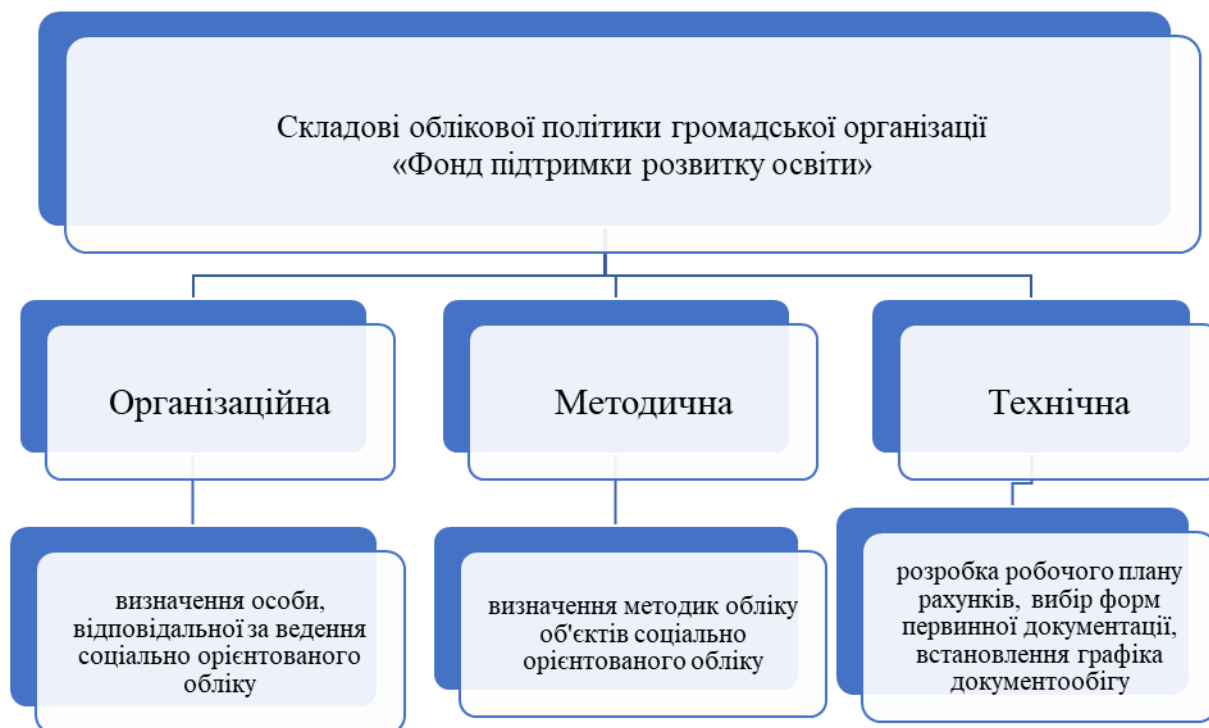 Складові облікової політики громадської організації
«Фонд підтримки розвитку освіти»
Організаційна
Методична
Технічна
визначення особи,
відповідальної за ведення
соціально орієнтованого
обліку
визначення методик обліку
об'єктів соціально
орієнтованого обліку
розробка робочого плану
рахунків, вибір форм
первинної документації,
встановлення графіка
документообігу